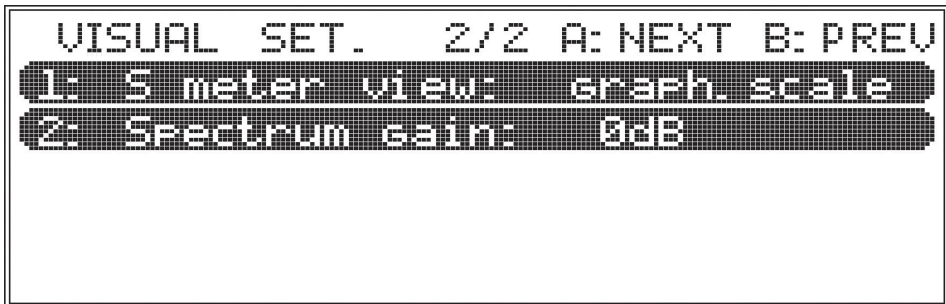 VISUAL SET. 2/2 A: NEXT B: PREV
1: S meter view: graph. scale
2: Spectrum gain: 0dB